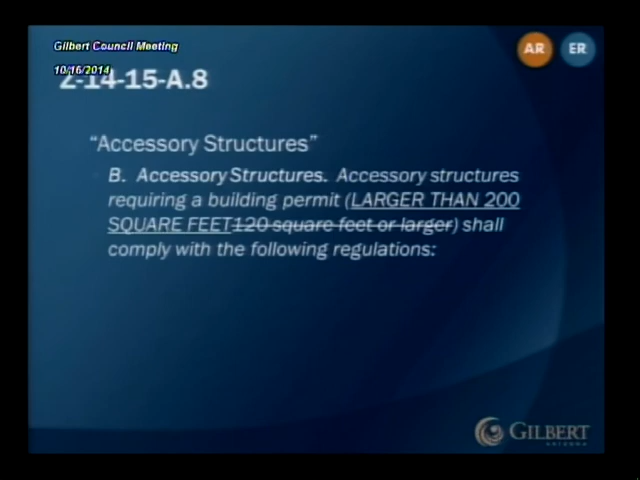 Gilbert Council Meeting
AR ER
10/16/2014
Z-14-15-A.8
“Accessory Structures”
B. Accessory Structures. Accessory structures
requiring a building permit (LARGER THAN 200
SQUARE FEET120 square feet or larger) shall
comply with the following regulations:
GILBERT
ARIZONA